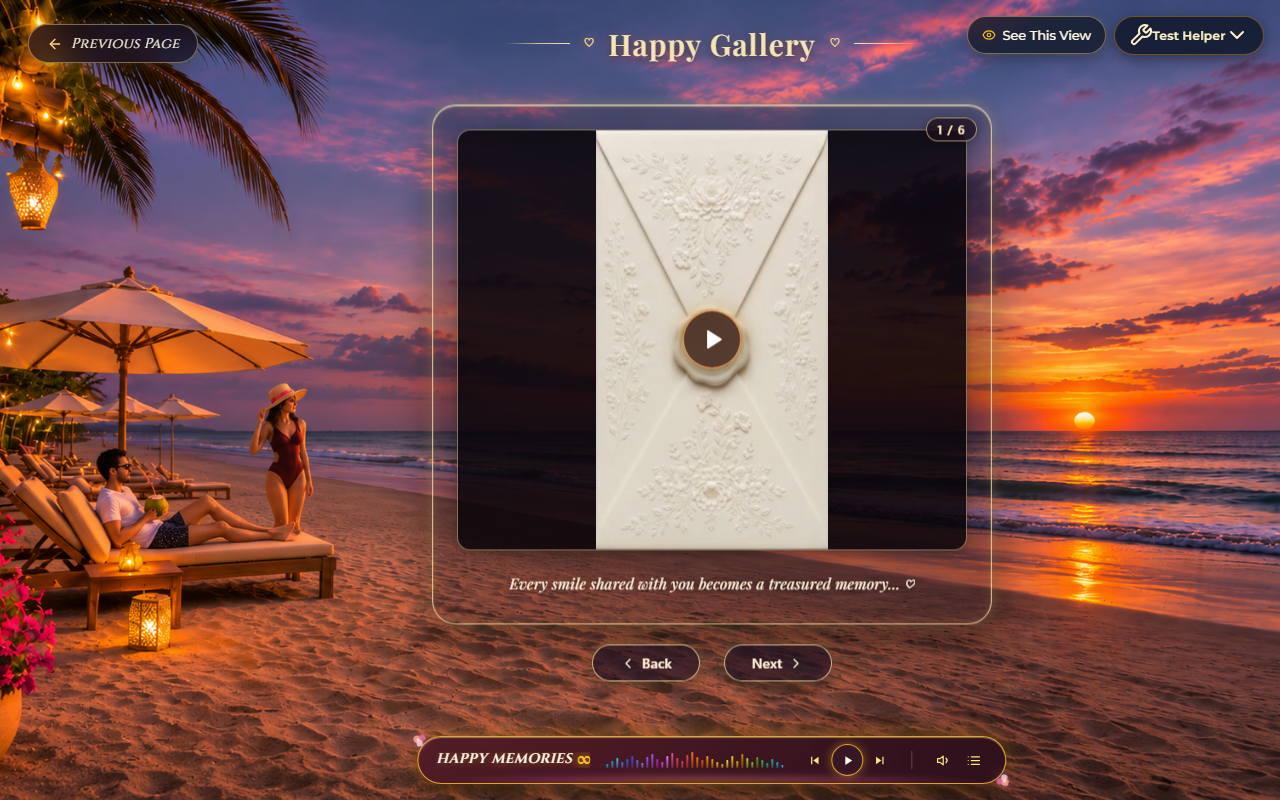 Previous Page
♡ Happy Gallery ♡
See This View
Test Helper
1 / 6
Every smile shared with you becomes a treasured memory... ♡
Back
Next
HAPPY MEMORIES ∞